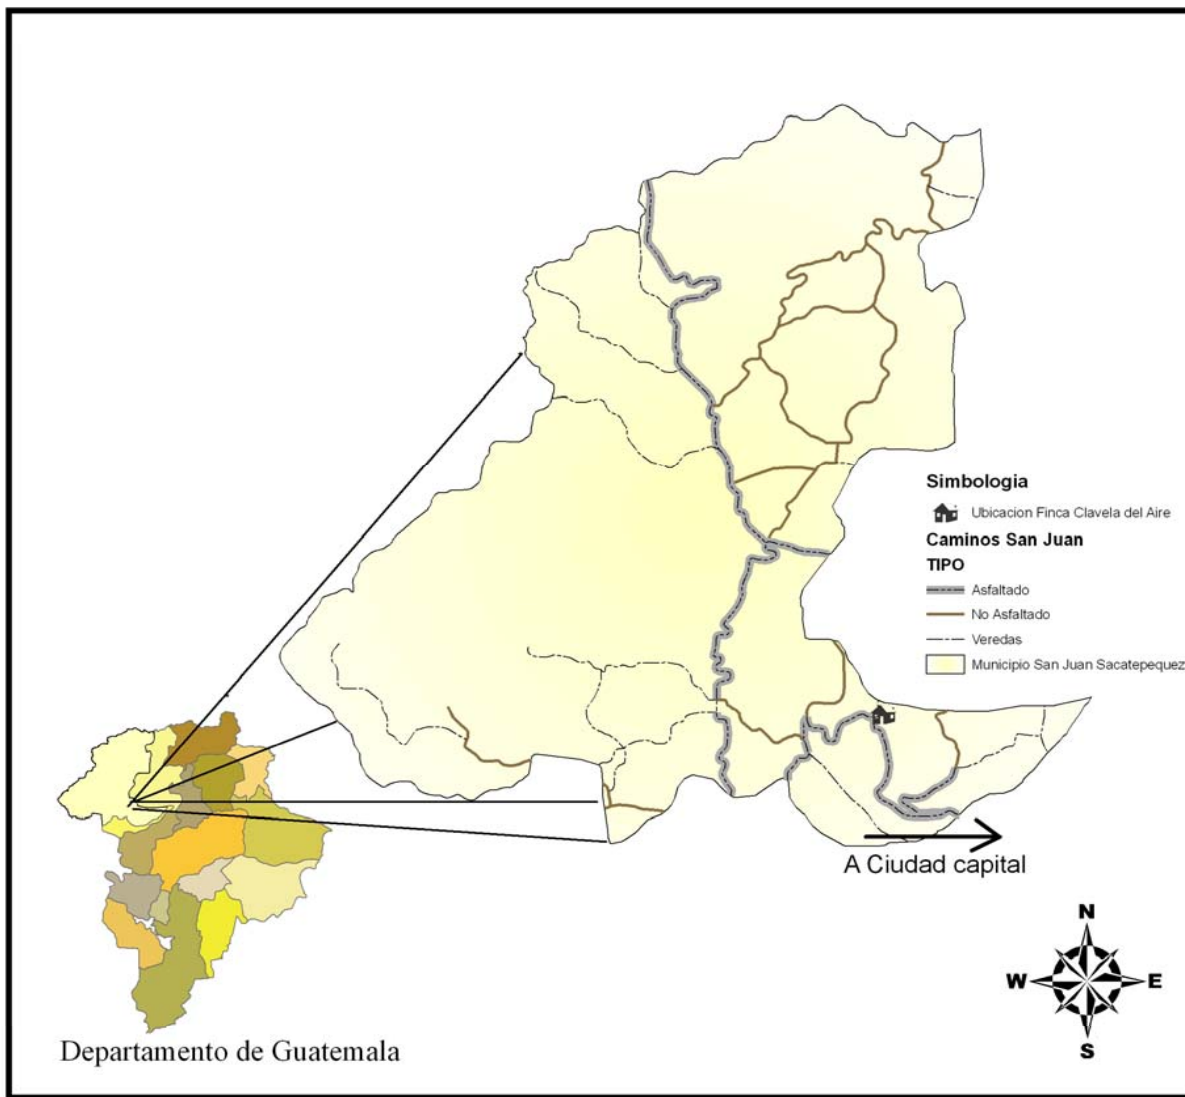 Simbologia
Ubicacion Finca Clavela del Aire
Caminos San Juan
TIPO
Asfaltado
No Asfaltado
Veredas
Municipio San Juan Sacatepequez
A Ciudad capital
N
W E
S
Departamento de Guatemala